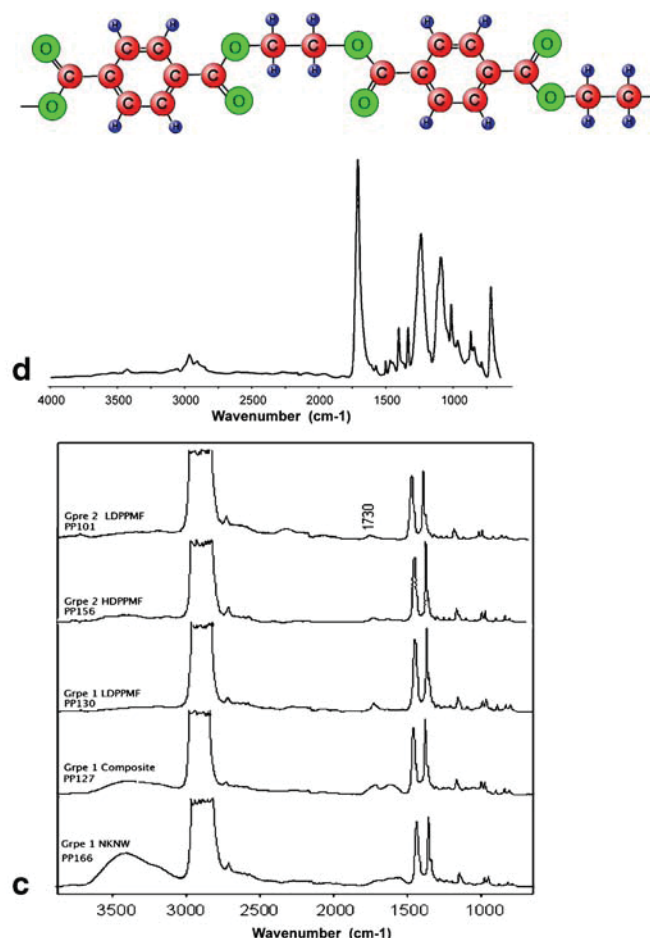 H H H H H H
O C C O C C O C C O H H
C C C C H H C C C C
O C C O O C C O C C
H H H H H H
d
4000 3500 3000 2500 2000 1500 1000
Wavenumber (cm-1)
Gpre 2 LDPPMF
PP101
1730
Grpe 2 HDPPMF
PP156
Grpe 1 LDPPMF
PP130
Grpe 1 Composite
PP127
Grpe 1 NKNW
PP166
c
3500 3000 2500 2000 1500 1000
Wavenumber (cm-1)